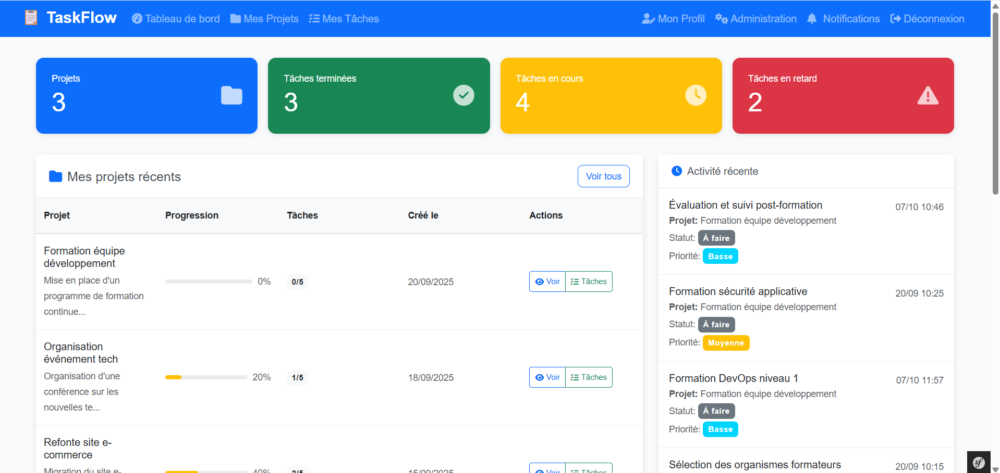 TaskFlow
Tableau de bord
Mes Projets
Mes Tâches
Mon Profil
Administration
Notifications
Déconnexion
Projets
3
Tâches terminées
3
Tâches en cours
4
Tâches en retard
2
Mes projets récents
Voir tous
Projet Progression Tâches Créé le Actions
Formation équipe
développement
Mise en place d'un
programme de formation
continue...
0%
0/5
20/09/2025
Voir
Tâches
Organisation
événement tech
Organisation d'une
conférence sur les
nouvelles te...
20%
1/5
18/09/2025
Voir
Tâches
Refonte site e-
commerce
Migration du site e-
40%
2/5
15/09/2025
Voir
Tâches
Activité récente
Évaluation et suivi post-formation
07/10 10:46
Projet: Formation équipe développement
Statut: À faire
Priorité: Basse
Formation sécurité applicative
20/09 10:25
Projet: Formation équipe développement
Statut: À faire
Priorité: Moyenne
Formation DevOps niveau 1
07/10 11:57
Projet: Formation équipe développement
Statut: À faire
Priorité: Basse
Sélection des organismes formateurs
20/09 10:15
sf